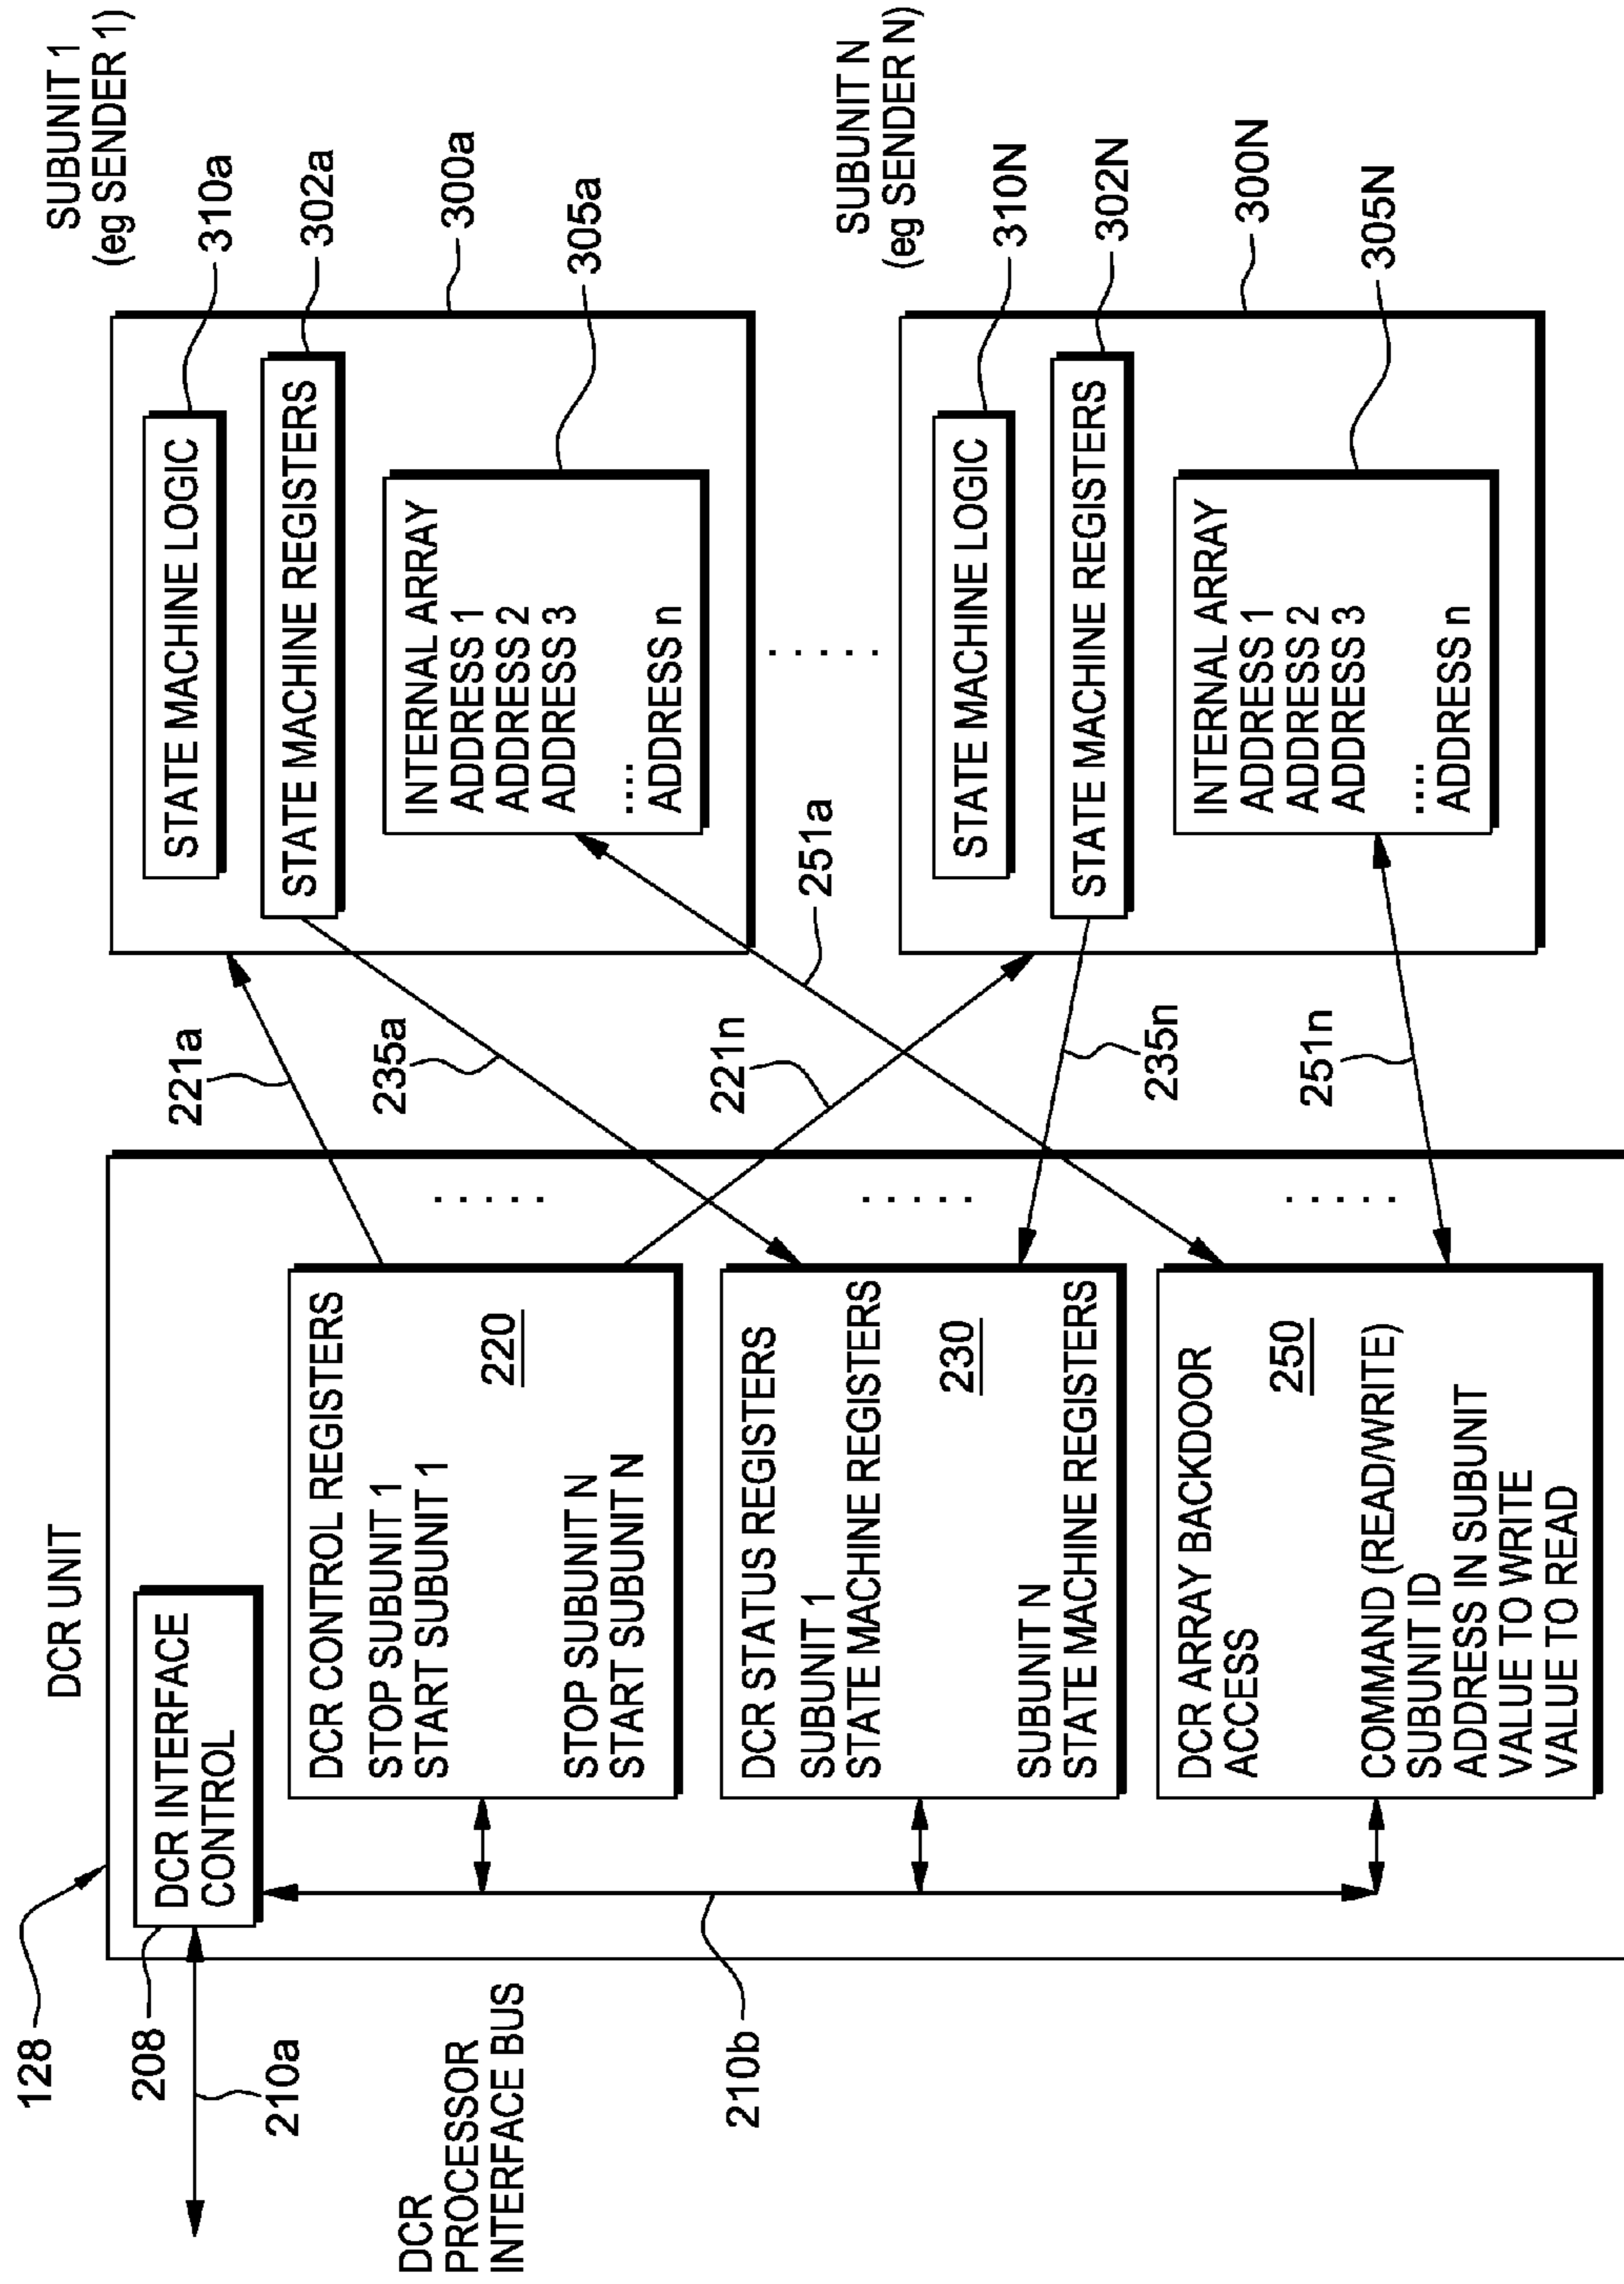 DCR UNIT
128
208
210a
DCR
PROCESSOR
INTERFACE BUS
210b
DCR INTERFACE
CONTROL
DCR CONTROL REGISTERS
STOP SUBUNIT 1
START SUBUNIT 1
220
STOP SUBUNIT N
START SUBUNIT N
DCR STATUS REGISTERS
SUBUNIT 1
STATE MACHINE REGISTERS
230
SUBUNIT N
STATE MACHINE REGISTERS
DCR ARRAY BACKDOOR
ACCESS
250
COMMAND (READ/WRITE)
SUBUNIT ID
ADDRESS IN SUBUNIT
VALUE TO WRITE
VALUE TO READ
.....
.....
.....
221a
235a
221n
251a
235n
251n
SUBUNIT 1
(eg SENDER 1)
310a
302a
300a
305a
STATE MACHINE LOGIC
STATE MACHINE REGISTERS
INTERNAL ARRAY
ADDRESS 1
ADDRESS 2
ADDRESS 3
....
ADDRESS n
.....
SUBUNIT N
(eg SENDER N)
310N
302N
300N
305N
STATE MACHINE LOGIC
STATE MACHINE REGISTERS
INTERNAL ARRAY
ADDRESS 1
ADDRESS 2
ADDRESS 3
....
ADDRESS n